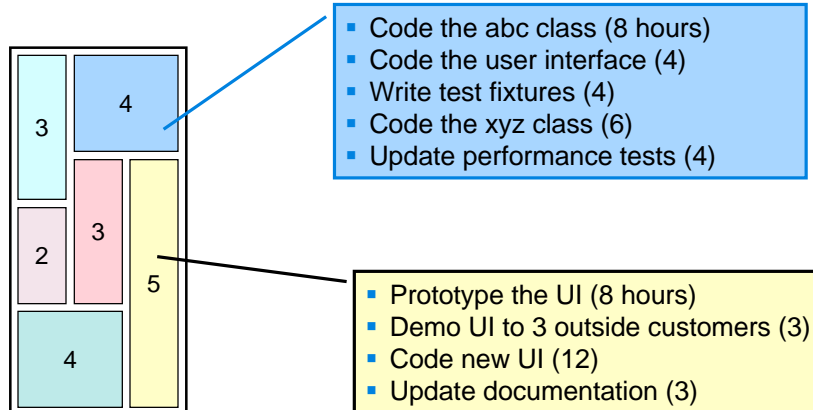 3
4
2
3
5
4
▪ Code the abc class (8 hours)
▪ Code the user interface (4)
▪ Write test fixtures (4)
▪ Code the xyz class (6)
▪ Update performance tests (4)
▪ Prototype the UI (8 hours)
▪ Demo UI to 3 outside customers (3)
▪ Code new UI (12)
▪ Update documentation (3)